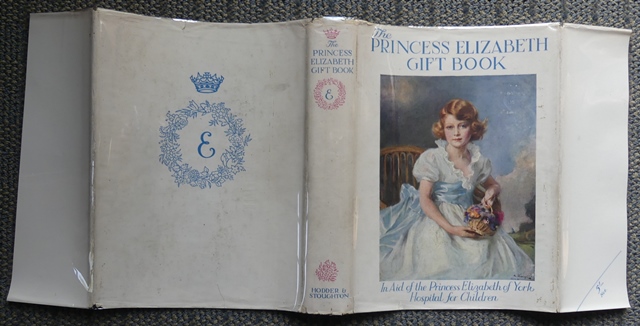 E
The
PRINCESS
ELIZABETH
GIFT BOOK
E
HODDER &
STOUGHTON
The
PRINCESS ELIZABETH
GIFT BOOK
In Aid of the Princess Elizabeth of York
Hospital for Children